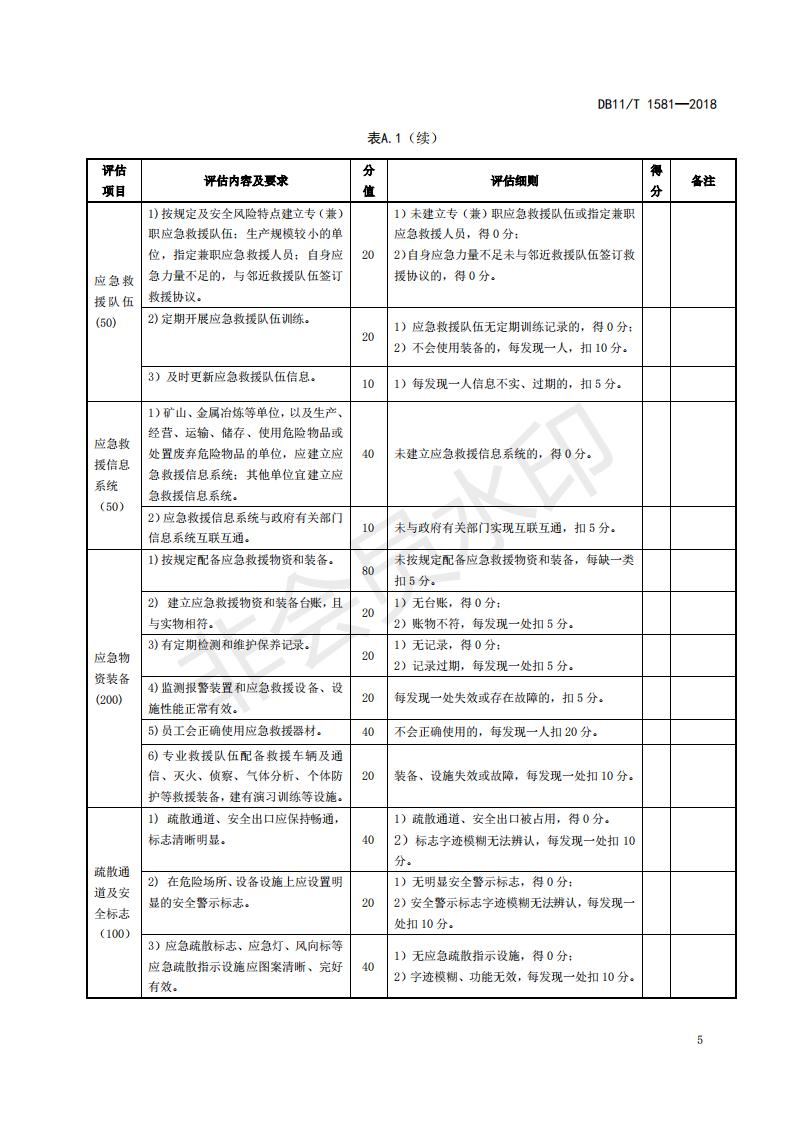 DB11/T 1581—2018
表A.1（续）
评估
项目
评估内容及要求
分
值
评估细则
得
分
备注
应急救
援队伍
(50)
1)按规定及安全风险特点建立专（兼）
职应急救援队伍；生产规模较小的单
位，指定兼职应急救援人员；自身应
急力量不足的，与邻近救援队伍签订
救援协议。
20
1）未建立专（兼）职应急救援队伍或指定兼职
应急救援人员，得 0 分；
2)自身应急力量不足未与邻近救援队伍签订救
援协议的，得 0 分。
2)定期开展应急救援队伍训练。
20
1）应急救援队伍无定期训练记录的，得 0 分；
2）不会使用装备的，每发现一人，扣 10 分。
3）及时更新应急救援队伍信息。
10
1）每发现一人信息不实、过期的，扣 5 分。
应急救
援信息
系统
（50）
1)矿山、金属冶炼等单位，以及生产、
经营、运输、储存、使用危险物品或
处置废弃危险物品的单位，应建立应
急救援信息系统；其他单位宜建立应
急救援信息系统。
40
未建立应急救援信息系统的，得 0 分。
2)应急救援信息系统与政府有关部门
信息系统互联互通。
10
未与政府有关部门实现互联互通，扣 5 分。
应急物
资装备
(200)
1)按规定配备应急救援物资和装备。
80
未按规定配备应急救援物资和装备，每缺一类
扣 5 分。
2） 建立应急救援物资和装备台账，且
与实物相符。
20
1）无台账，得 0 分；
2）账物不符，每发现一处扣 5 分。
3)有定期检测和维护保养记录。
20
1）无记录，得 0 分；
2）记录过期，每发现一处扣 5 分。
4)监测报警装置和应急救援设备、设
施性能正常有效。
20
每发现一处失效或存在故障的，扣 5 分。
5)员工会正确使用应急救援器材。
40
不会正确使用的，每发现一人扣 20 分。
6)专业救援队伍配备救援车辆及通
信、灭火、侦察、气体分析、个体防
护等救援装备，建有演习训练等设施。
20
装备、设施失效或故障，每发现一处扣 10 分。
疏散通
道及安
全标志
（100）
1） 疏散通道、安全出口应保持畅通，
标志清晰明显。
40
1）疏散通道、安全出口被占用，得 0 分。
2）标志字迹模糊无法辨认，每发现一处扣 10
分。
2） 在危险场所、设备设施上应设置明
显的安全警示标志。
20
1）无明显安全警示标志，得 0 分；
2）安全警示标志字迹模糊无法辨认，每发现一
处扣 10 分。
3）应急疏散标志、应急灯、风向标等
应急疏散指示设施应图案清晰、完好
有效。
40
1）无应急疏散指示设施，得 0 分；
2）字迹模糊、功能无效，每发现一处扣 10 分。
非会员水印
5